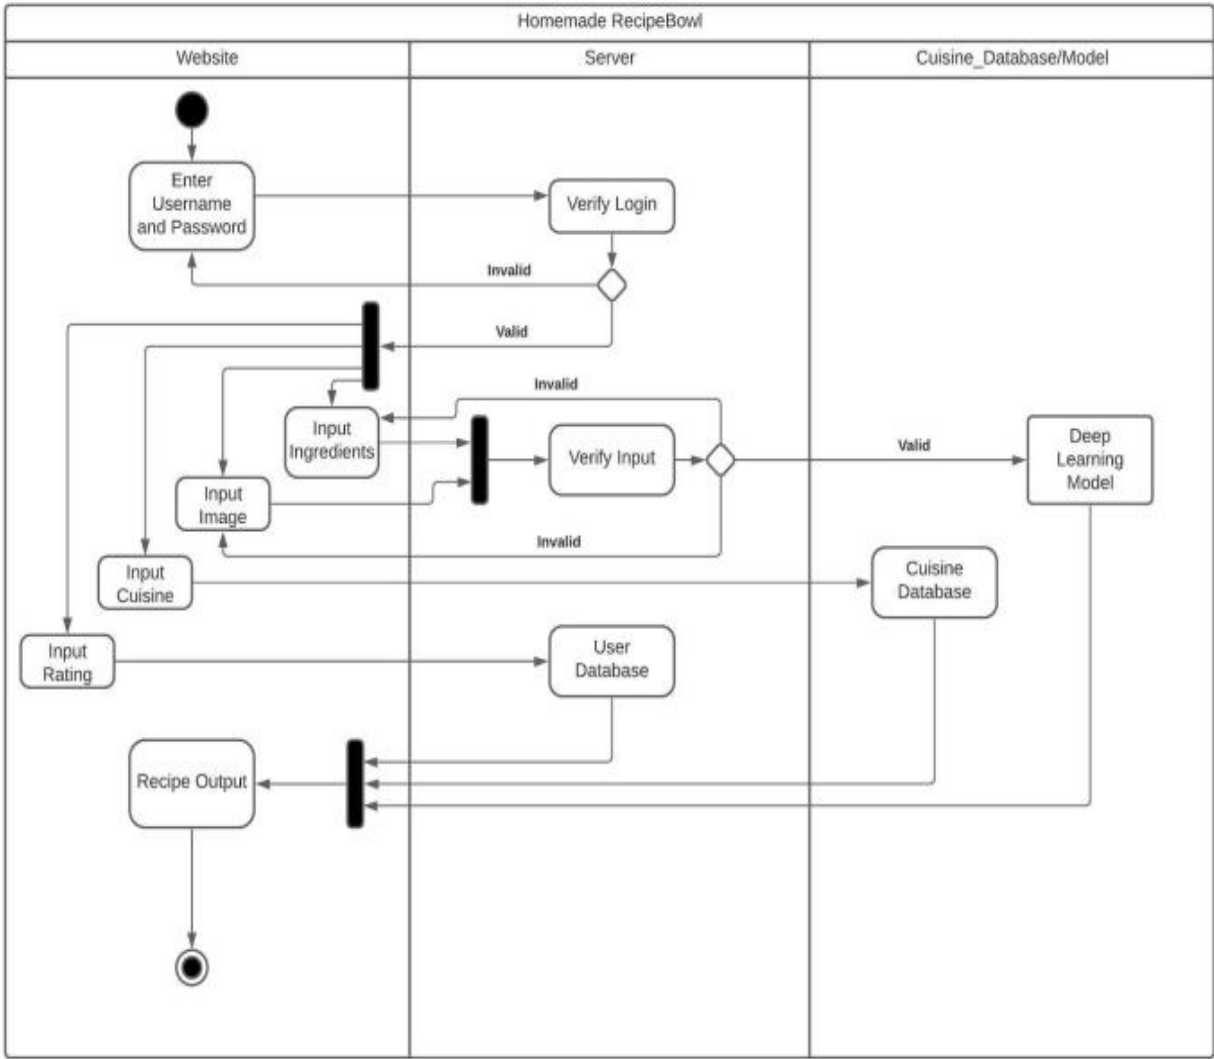 Homemade RecipeBowl
Website
Server
Cuisine_Database/Model
Enter
Username
and Password
Verify Login
Invalid
Valid
Invalid
Input
Ingredients
Verify Input
Valid
Deep
Learning
Model
Input
Image
Invalid
Input
Cuisine
Cuisine
Database
Input
Rating
User
Database
Recipe Output